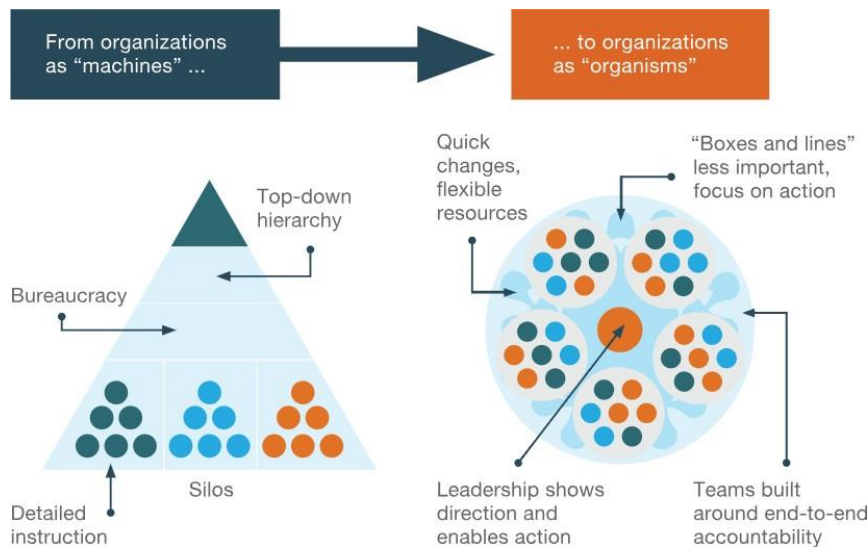 From organizations
as “machines” ...
... to organizations
as “organisms”
Top-down
hierarchy
Bureaucracy
Silos
Detailed
instruction
Quick
changes,
flexible
resources
“Boxes and lines”
less important,
focus on action
Leadership shows
direction and
enables action
Teams built
around end-to-end
accountability